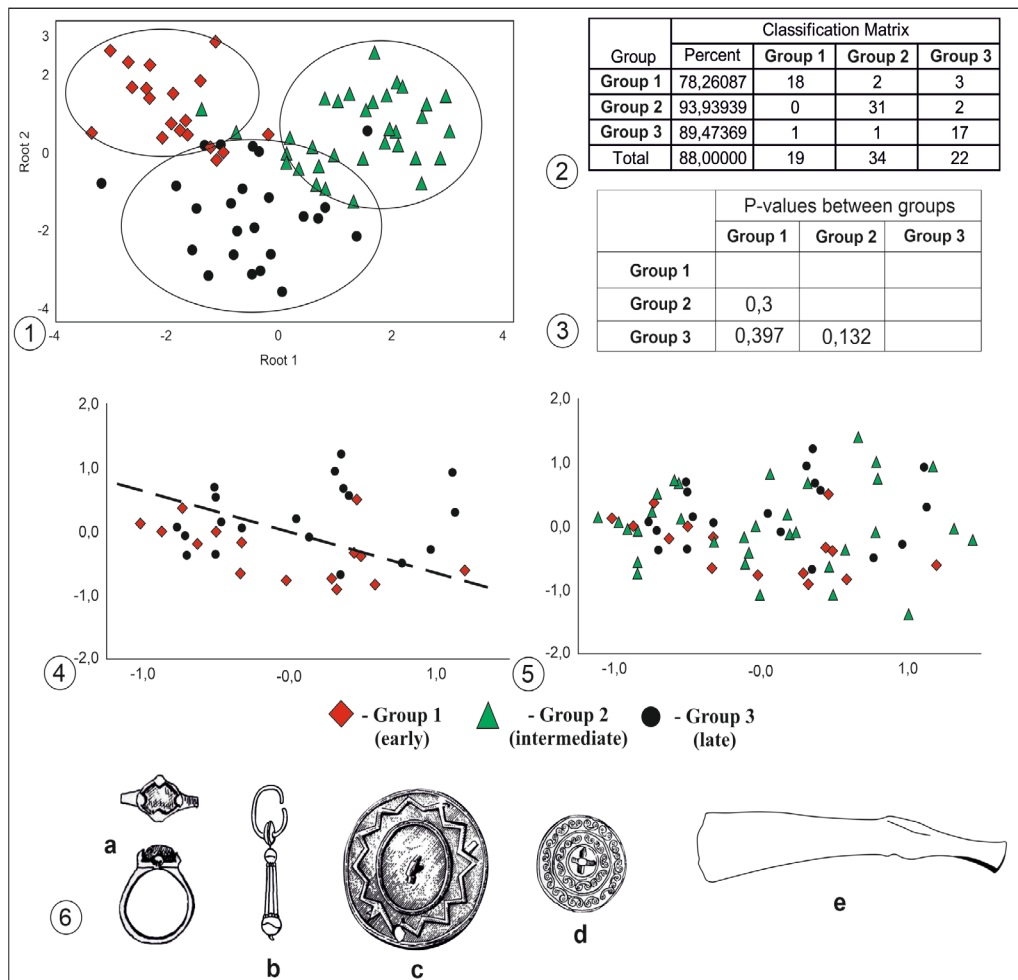 3
2
2
0
-2
-4
-4
-2
0
2
4
Root 2
Root 1
1
Classification Matrix
Group Percent Group 1 Group 2 Group 3
Group 1 78,26087 18 2 3
Group 2 93,93939 0 31 2
Group 3 89,47369 1 1 17
Total 88,00000 19 34 22
2
P-values between groups
Group 1 Group 2 Group 3
Group 1
Group 2 0,3
Group 3 0,397 0,132
3
2,0
1,0
0,0
-1,0
-2,0
-1,0 -0,0 1,0
4
2,0
1,0
0,0
-1,0
-2,0
-1,0 -0,0 1,0
5
- Group 1 - Group 2 - Group 3
(early) (intermediate) (late)
a
6
b
c
d
e